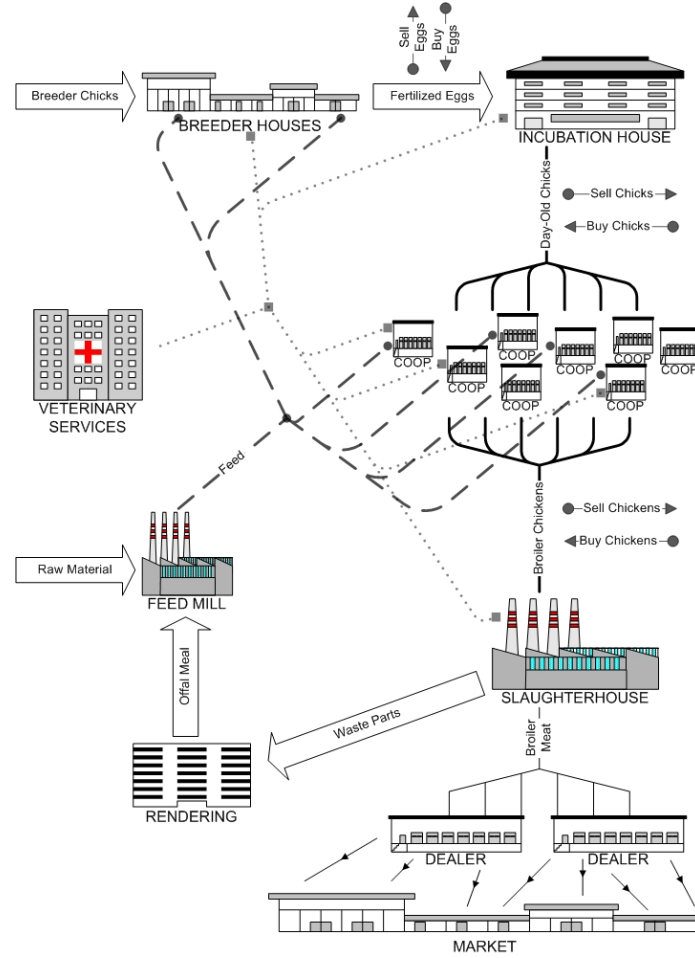 Sell
Eggs
Buy
Eggs
Breeder Chicks
Fertilized Eggs
BREEDER HOUSES
INCUBATION HOUSE
Day-Old Chicks
Sell Chicks
Buy Chicks
COOP
COOP
COOP
COOP
COOP
COOP
COOP
COOP
VETERINARY
SERVICES
Feed
Broiler Chickens
Sell Chickens
Buy Chickens
Raw Material
FEED MILL
Offal Meal
SLAUGHTERHOUSE
Waste Parts
Broiler
Meat
RENDERING
DEALER
DEALER
MARKET